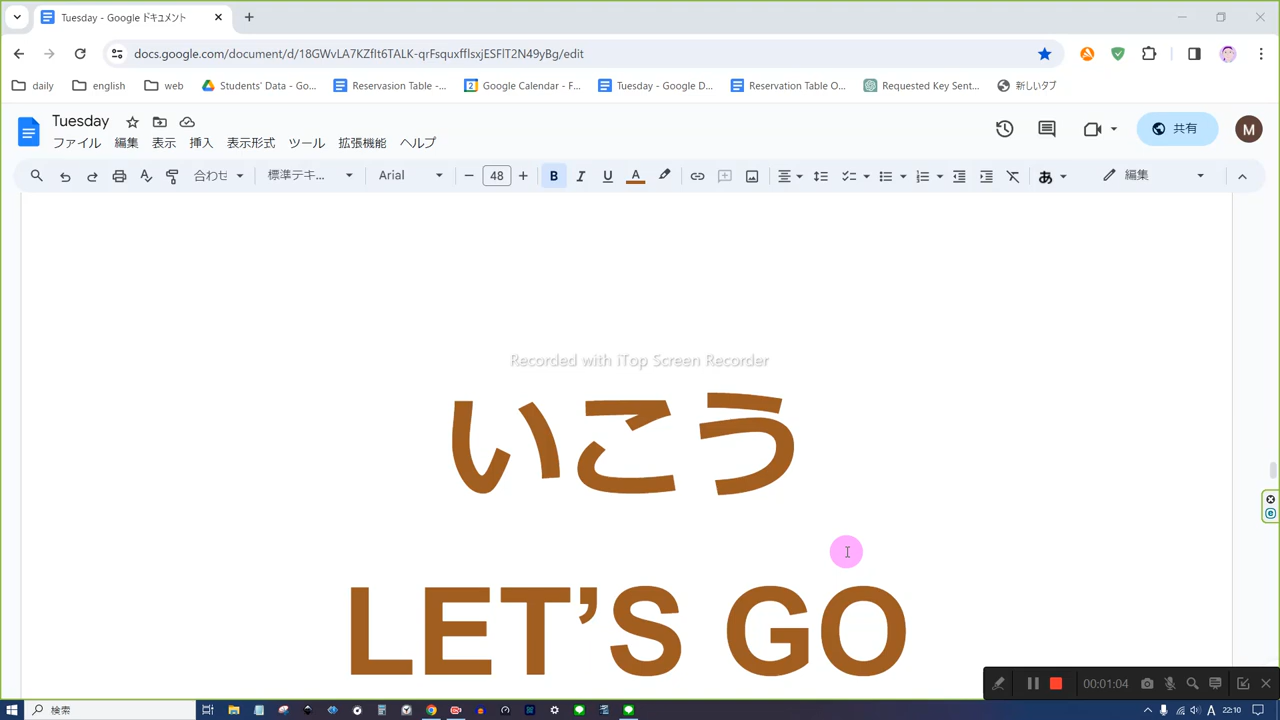 Tuesday - Google ドキュメント
docs.google.com/document/d/18GWvLA7KZfIt6TALK-qrFsquxfflsxjESFIT2N49yBg/edit
daily english web Students' Data - Go... Reservasion Table -... Google Calendar - F... Tuesday - Google D... Reservation Table O... Requested Key Sent... 新しいタブ
Tuesday
共有 M
ファイル 編集 表示 挿入 表示形式 ツール 拡張機能 ヘルプ
合わせ 標準テキ... Arial − 48 + B I U A あ 編集
Recorded with iTop Screen Recorder
いこう
LET'S GO
00:01:04
検索 A 22:10